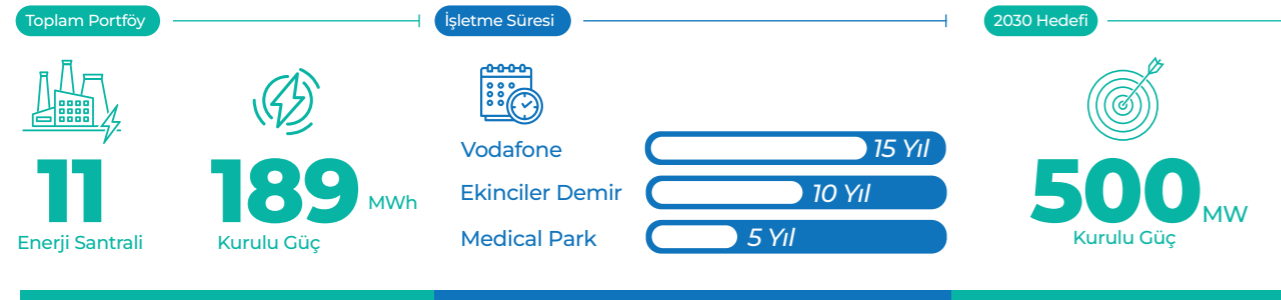 Toplam Portföy
11
Enerji Santrali
189 MWh
Kurulu Güç
İşletme Süresi
Vodafone 15 Yıl
Ekinciler Demir 10 Yıl
Medical Park 5 Yıl
2030 Hedefi
500 MW
Kurulu Güç